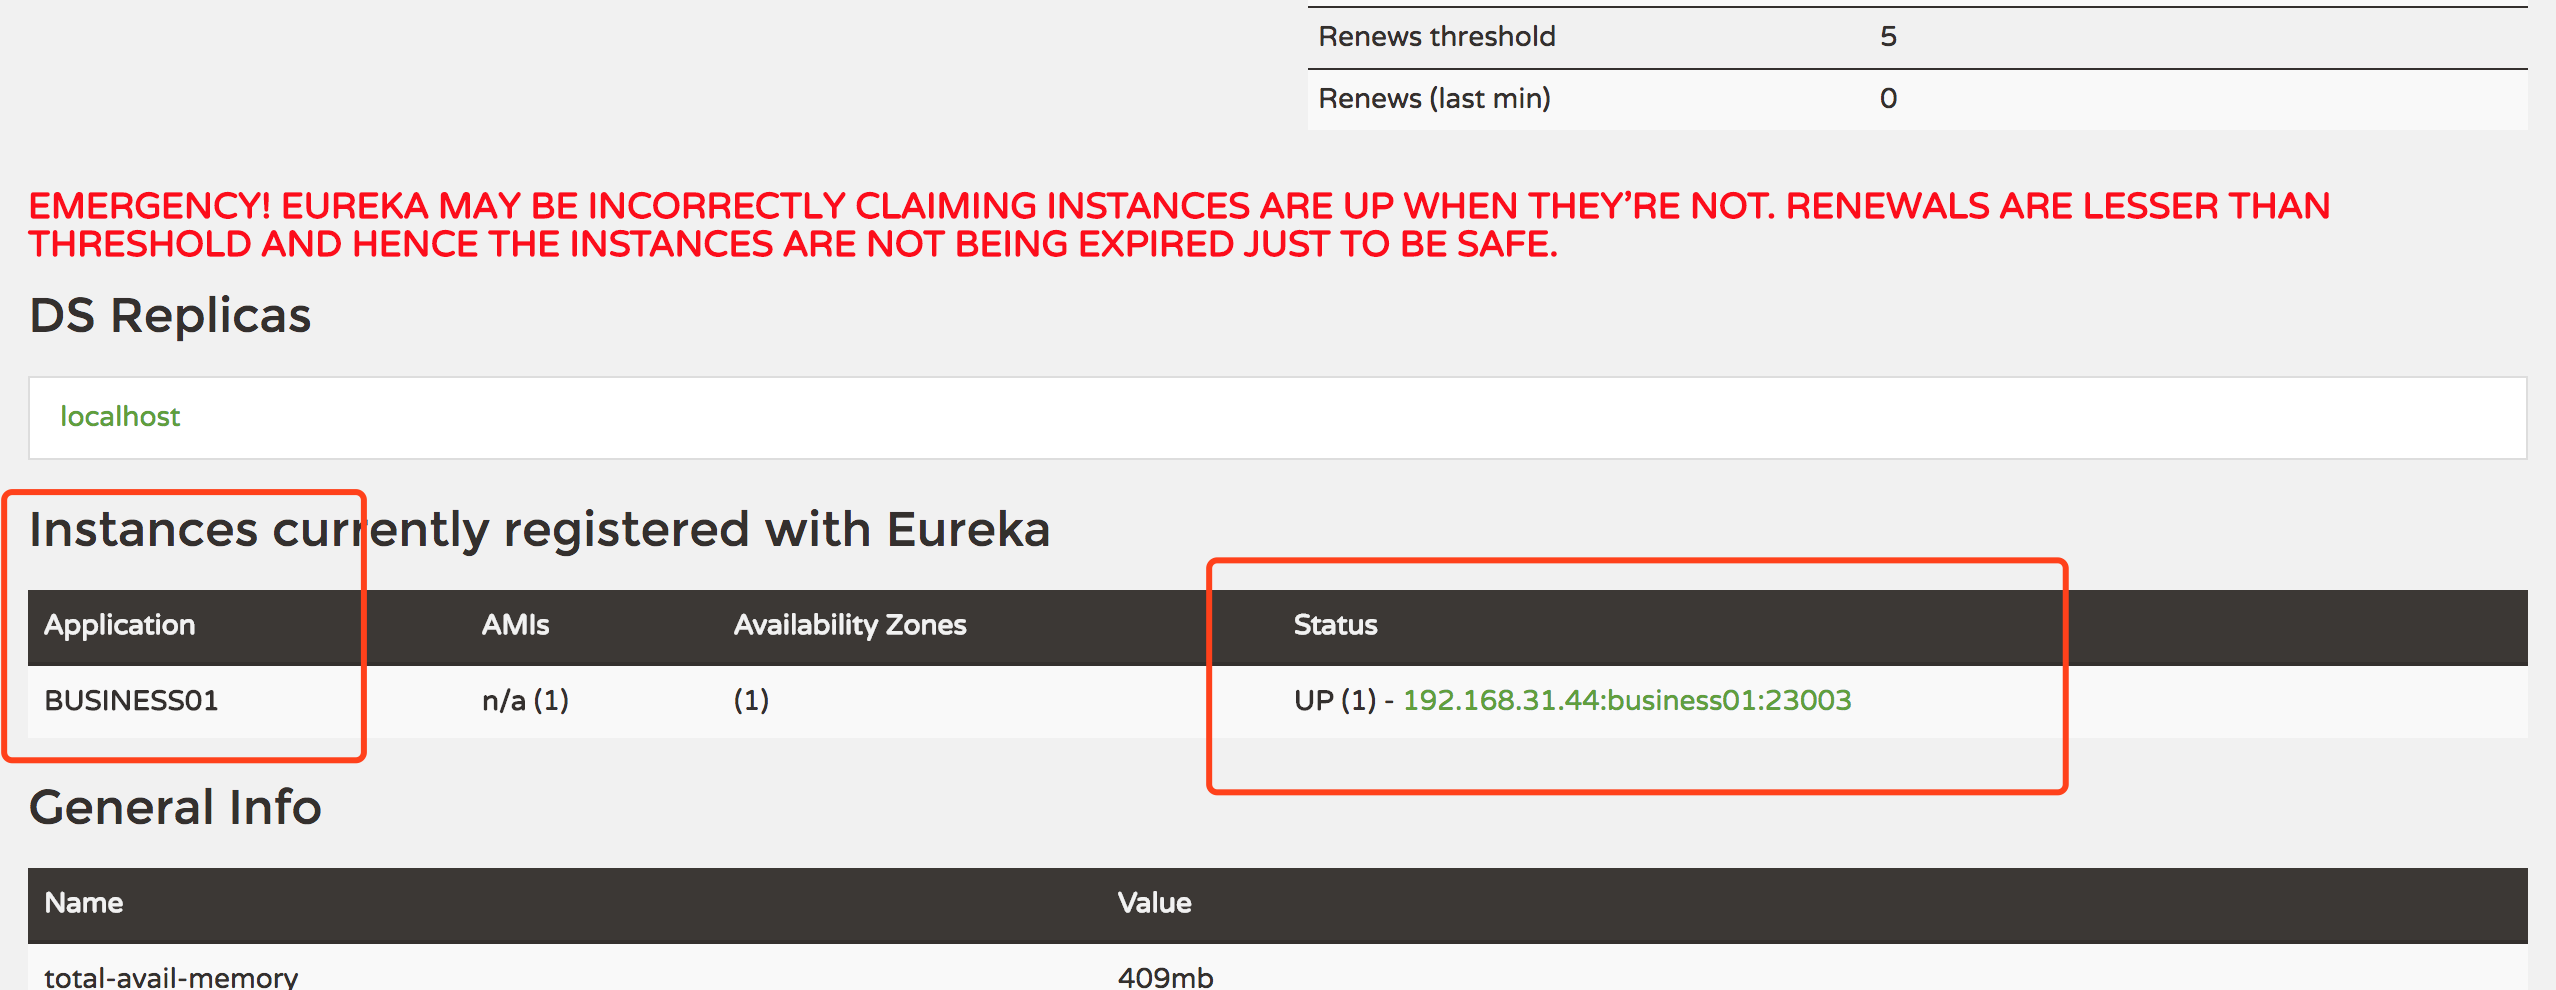 Renews threshold 5
Renews (last min) 0
EMERGENCY! EUREKA MAY BE INCORRECTLY CLAIMING INSTANCES ARE UP WHEN THEY’RE NOT. RENEWALS ARE LESSER THAN
THRESHOLD AND HENCE THE INSTANCES ARE NOT BEING EXPIRED JUST TO BE SAFE.
DS Replicas
localhost
Instances currently registered with Eureka
Application AMIs Availability Zones Status
BUSINESS01 n/a (1) (1) UP (1) - 192.168.31.44:business01:23003
General Info
Name Value
total-avail-memory 409mb